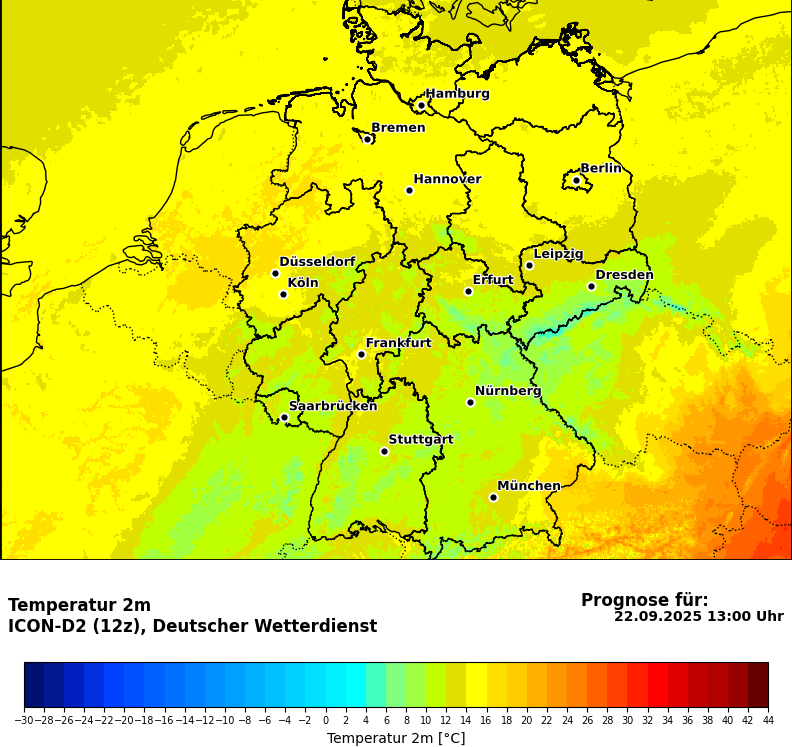 Hamburg
Bremen
Berlin
Hannover
Leipzig
Düsseldorf
Dresden
Erfurt
Köln
Frankfurt
Nürnberg
Saarbrücken
Stuttgart
München
Temperatur 2m
ICON-D2 (12z), Deutscher Wetterdienst
Prognose für:
22.09.2025 13:00 Uhr
−30 −28 −26 −24 −22 −20 −18 −16 −14 −12 −10 −8 −6 −4 −2 0 2 4 6 8 10 12 14 16 18 20 22 24 26 28 30 32 34 36 38 40 42 44
Temperatur 2m [°C]